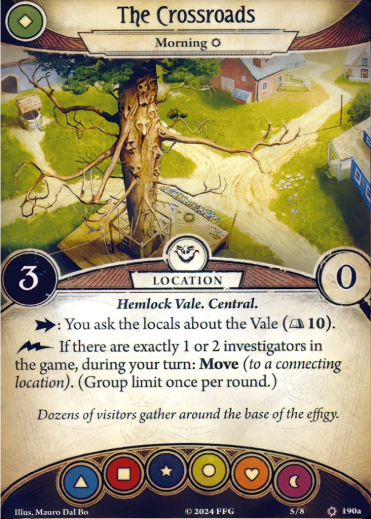 The Crossroads
Morning
3
LOCATION
0
Hemlock Vale. Central.
: You ask the locals about the Vale ( 10).
If there are exactly 1 or 2 investigators in
the game, during your turn: Move (to a connecting
location). (Group limit once per round.)
Dozens of visitors gather around the base of the effigy.
Illus. Mauro Dal Bo
© 2024 FFG
5/8
190a